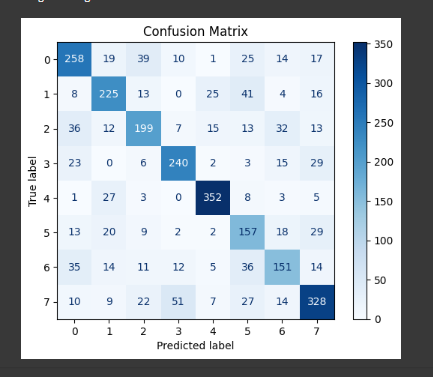 Confusion Matrix
0 258 19 39 10 1 25 14 17
1 8 225 13 0 25 41 4 16
2 36 12 199 7 15 13 32 13
3 23 0 6 240 2 3 15 29
4 1 27 3 0 352 8 3 5
5 13 20 9 2 2 157 18 29
6 35 14 11 12 5 36 151 14
7 10 9 22 51 7 27 14 328
0 1 2 3 4 5 6 7
True label
Predicted label
350
300
250
200
150
100
50
0